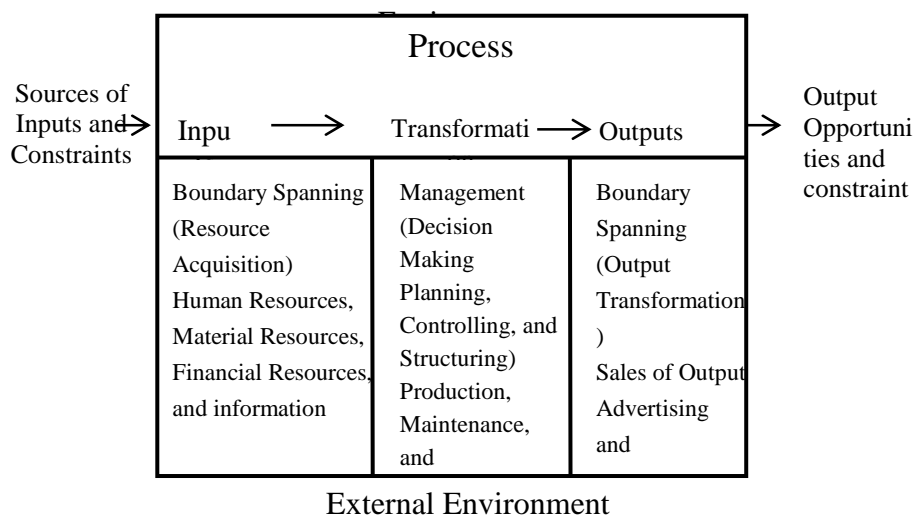 Process
Sources of
Inputs and
Constraints
Inpu
Transformati
Outputs
Output
Opportuni
ties and
constraint
Boundary Spanning
(Resource
Acquisition)
Human Resources,
Material Resources,
Financial Resources,
and information
Management
(Decision
Making
Planning,
Controlling, and
Structuring)
Production,
Maintenance,
and
Boundary
Spanning
(Output
Transformation
)
Sales of Output
Advertising
and
External Environment